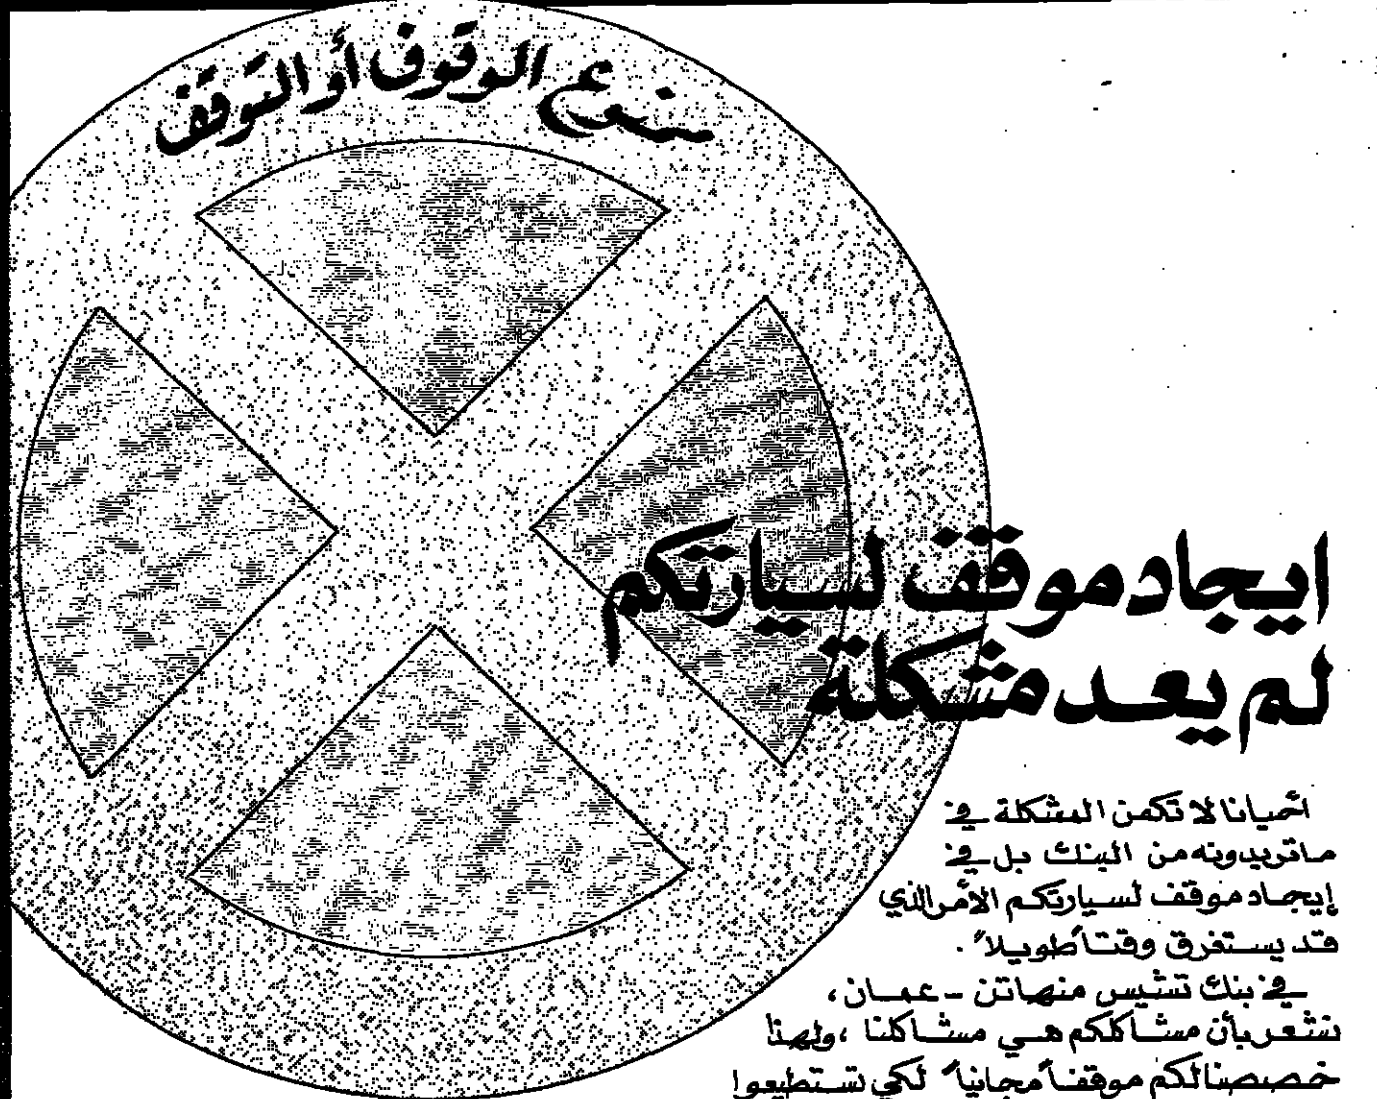 ممنوع الوقوف أو التوقف
ايجاد موقف لسيارتكم
لم يعد مشكلة
أحيانا لا تكمن المشكلة في
ما تريدونه من البنك بل في
إيجاد موقف لسيارتكم الأمر الذي
قد يستغرق وقتاً طويلاً .
في بنك تشيس منهاتن - عمان ،
نشعر بأن مشاكلكم هي مشاكلنا ، ولهذا
خصصنا لكم موقفاً مجانياً لكي تستطيعوا